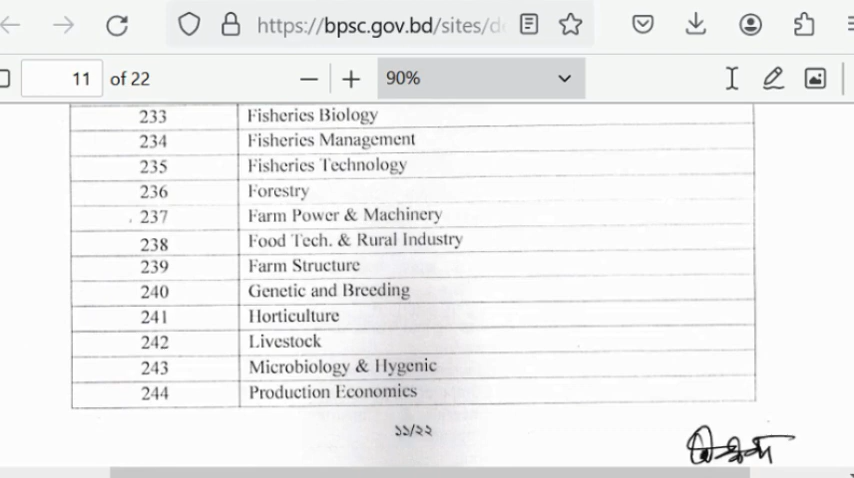 https://bpsc.gov.bd/sites/d
11 of 22
90%
233 Fisheries Biology
234 Fisheries Management
235 Fisheries Technology
236 Forestry
237 Farm Power & Machinery
238 Food Tech. & Rural Industry
239 Farm Structure
240 Genetic and Breeding
241 Horticulture
242 Livestock
243 Microbiology & Hygenic
244 Production Economics
১১/২২